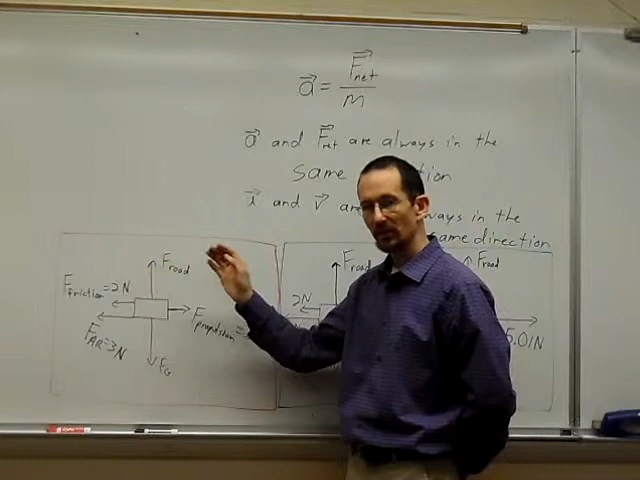 a = Fnet
m
a and Fnet are always in the
same
and v
ways in the
same direction
Froad
Ffriction = 2N
Fpropulsion =
FAR = 3N
FG
Froad
2N
Froad
5.01N